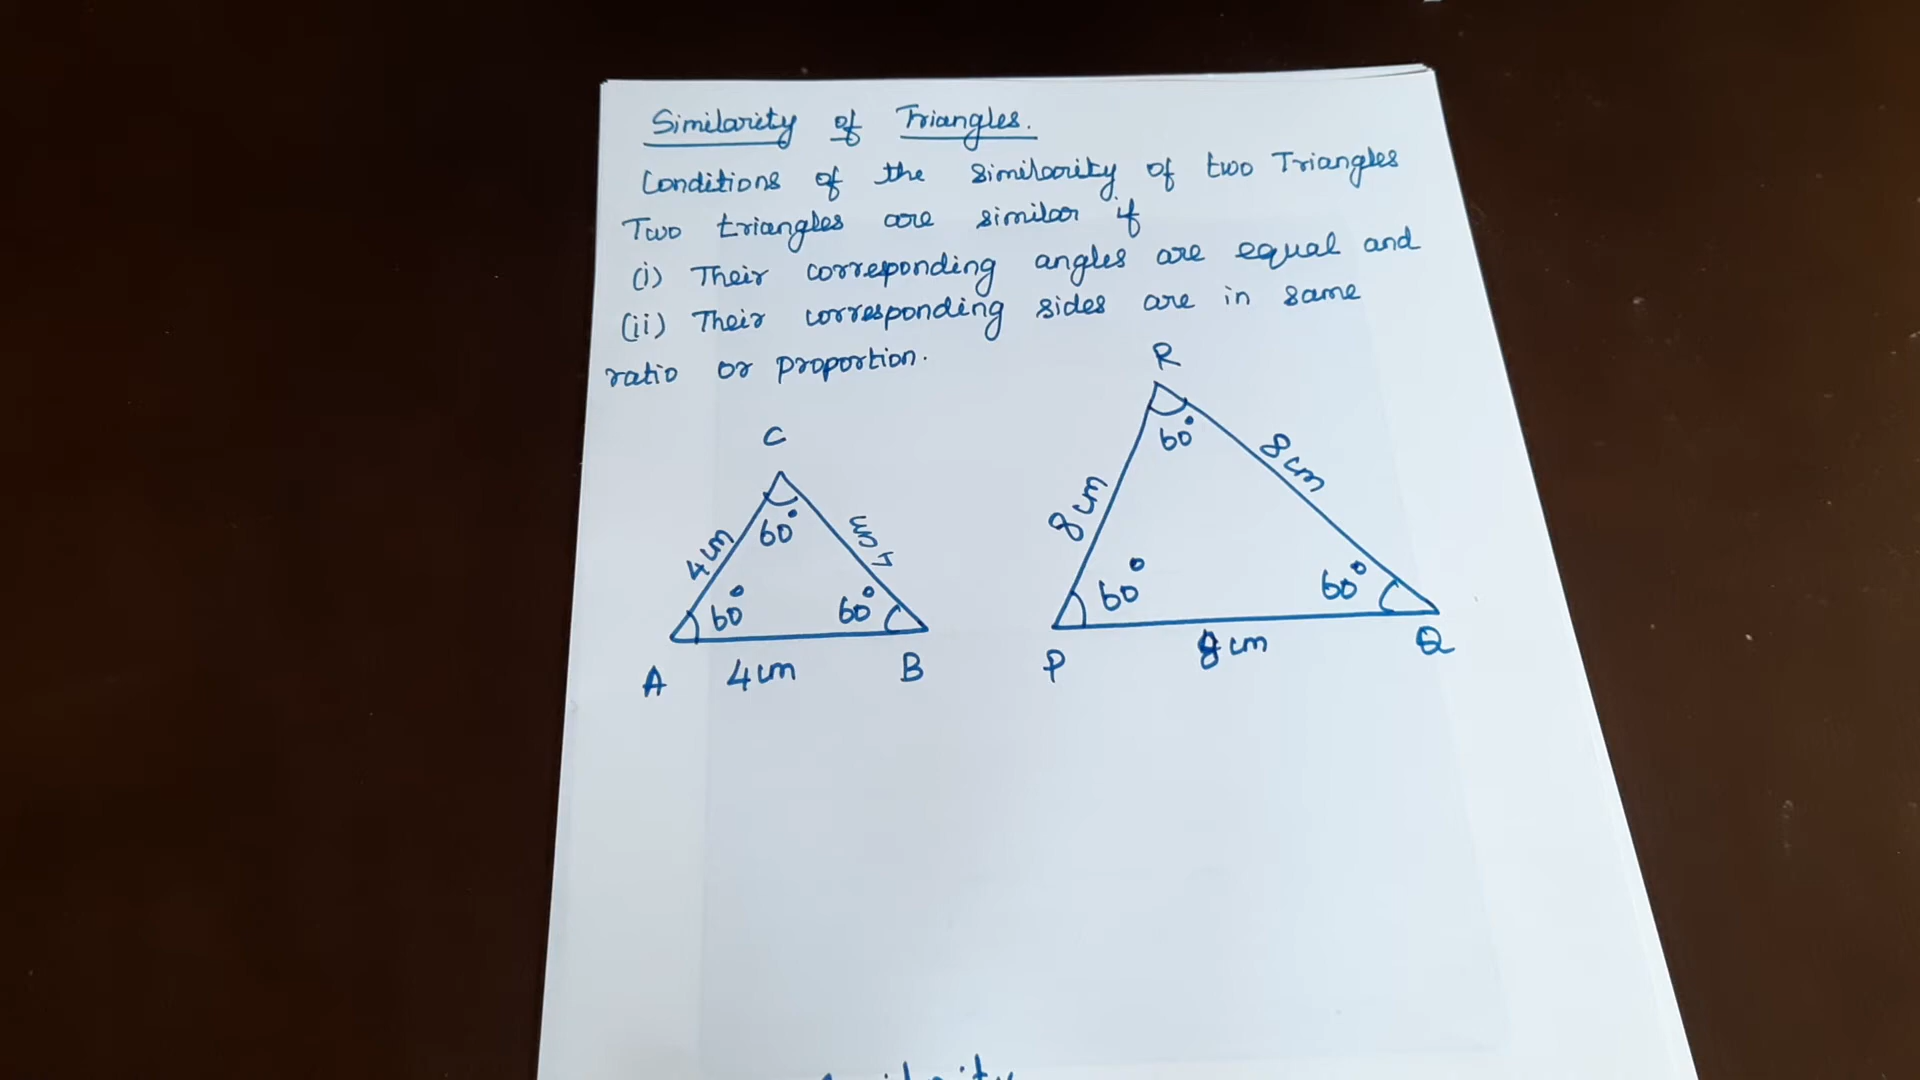 Similarity of Triangles.
Conditions of the similarity of two Triangles
Two triangles are similar if
(i) Their corresponding angles are equal and
(ii) Their corresponding sides are in same
ratio or proportion.
R
C
60°
8cm
60°
8cm
4cm
4cm
60°
60°
60°
60°
A
4cm
B
P
8cm
Q